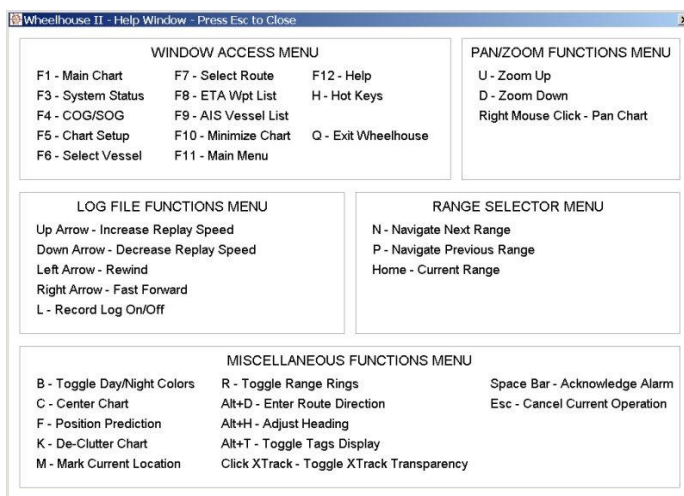 Wheelhouse II - Help Window - Press Esc to Close
WINDOW ACCESS MENU
F1 - Main Chart
F3 - System Status
F4 - COG/SOG
F5 - Chart Setup
F6 - Select Vessel
F7 - Select Route
F8 - ETA Wpt List
F9 - AIS Vessel List
F10 - Minimize Chart
F11 - Main Menu
F12 - Help
H - Hot Keys
Q - Exit Wheelhouse
PAN/ZOOM FUNCTIONS MENU
U - Zoom Up
D - Zoom Down
Right Mouse Click - Pan Chart
LOG FILE FUNCTIONS MENU
Up Arrow - Increase Replay Speed
Down Arrow - Decrease Replay Speed
Left Arrow - Rewind
Right Arrow - Fast Forward
L - Record Log On/Off
RANGE SELECTOR MENU
N - Navigate Next Range
P - Navigate Previous Range
Home - Current Range
MISCELLANEOUS FUNCTIONS MENU
B - Toggle Day/Night Colors
C - Center Chart
F - Position Prediction
K - De-Clutter Chart
M - Mark Current Location
R - Toggle Range Rings
Alt+D - Enter Route Direction
Alt+H - Adjust Heading
Alt+T - Toggle Tags Display
Click XTrack - Toggle XTrack Transparency
Space Bar - Acknowledge Alarm
Esc - Cancel Current Operation